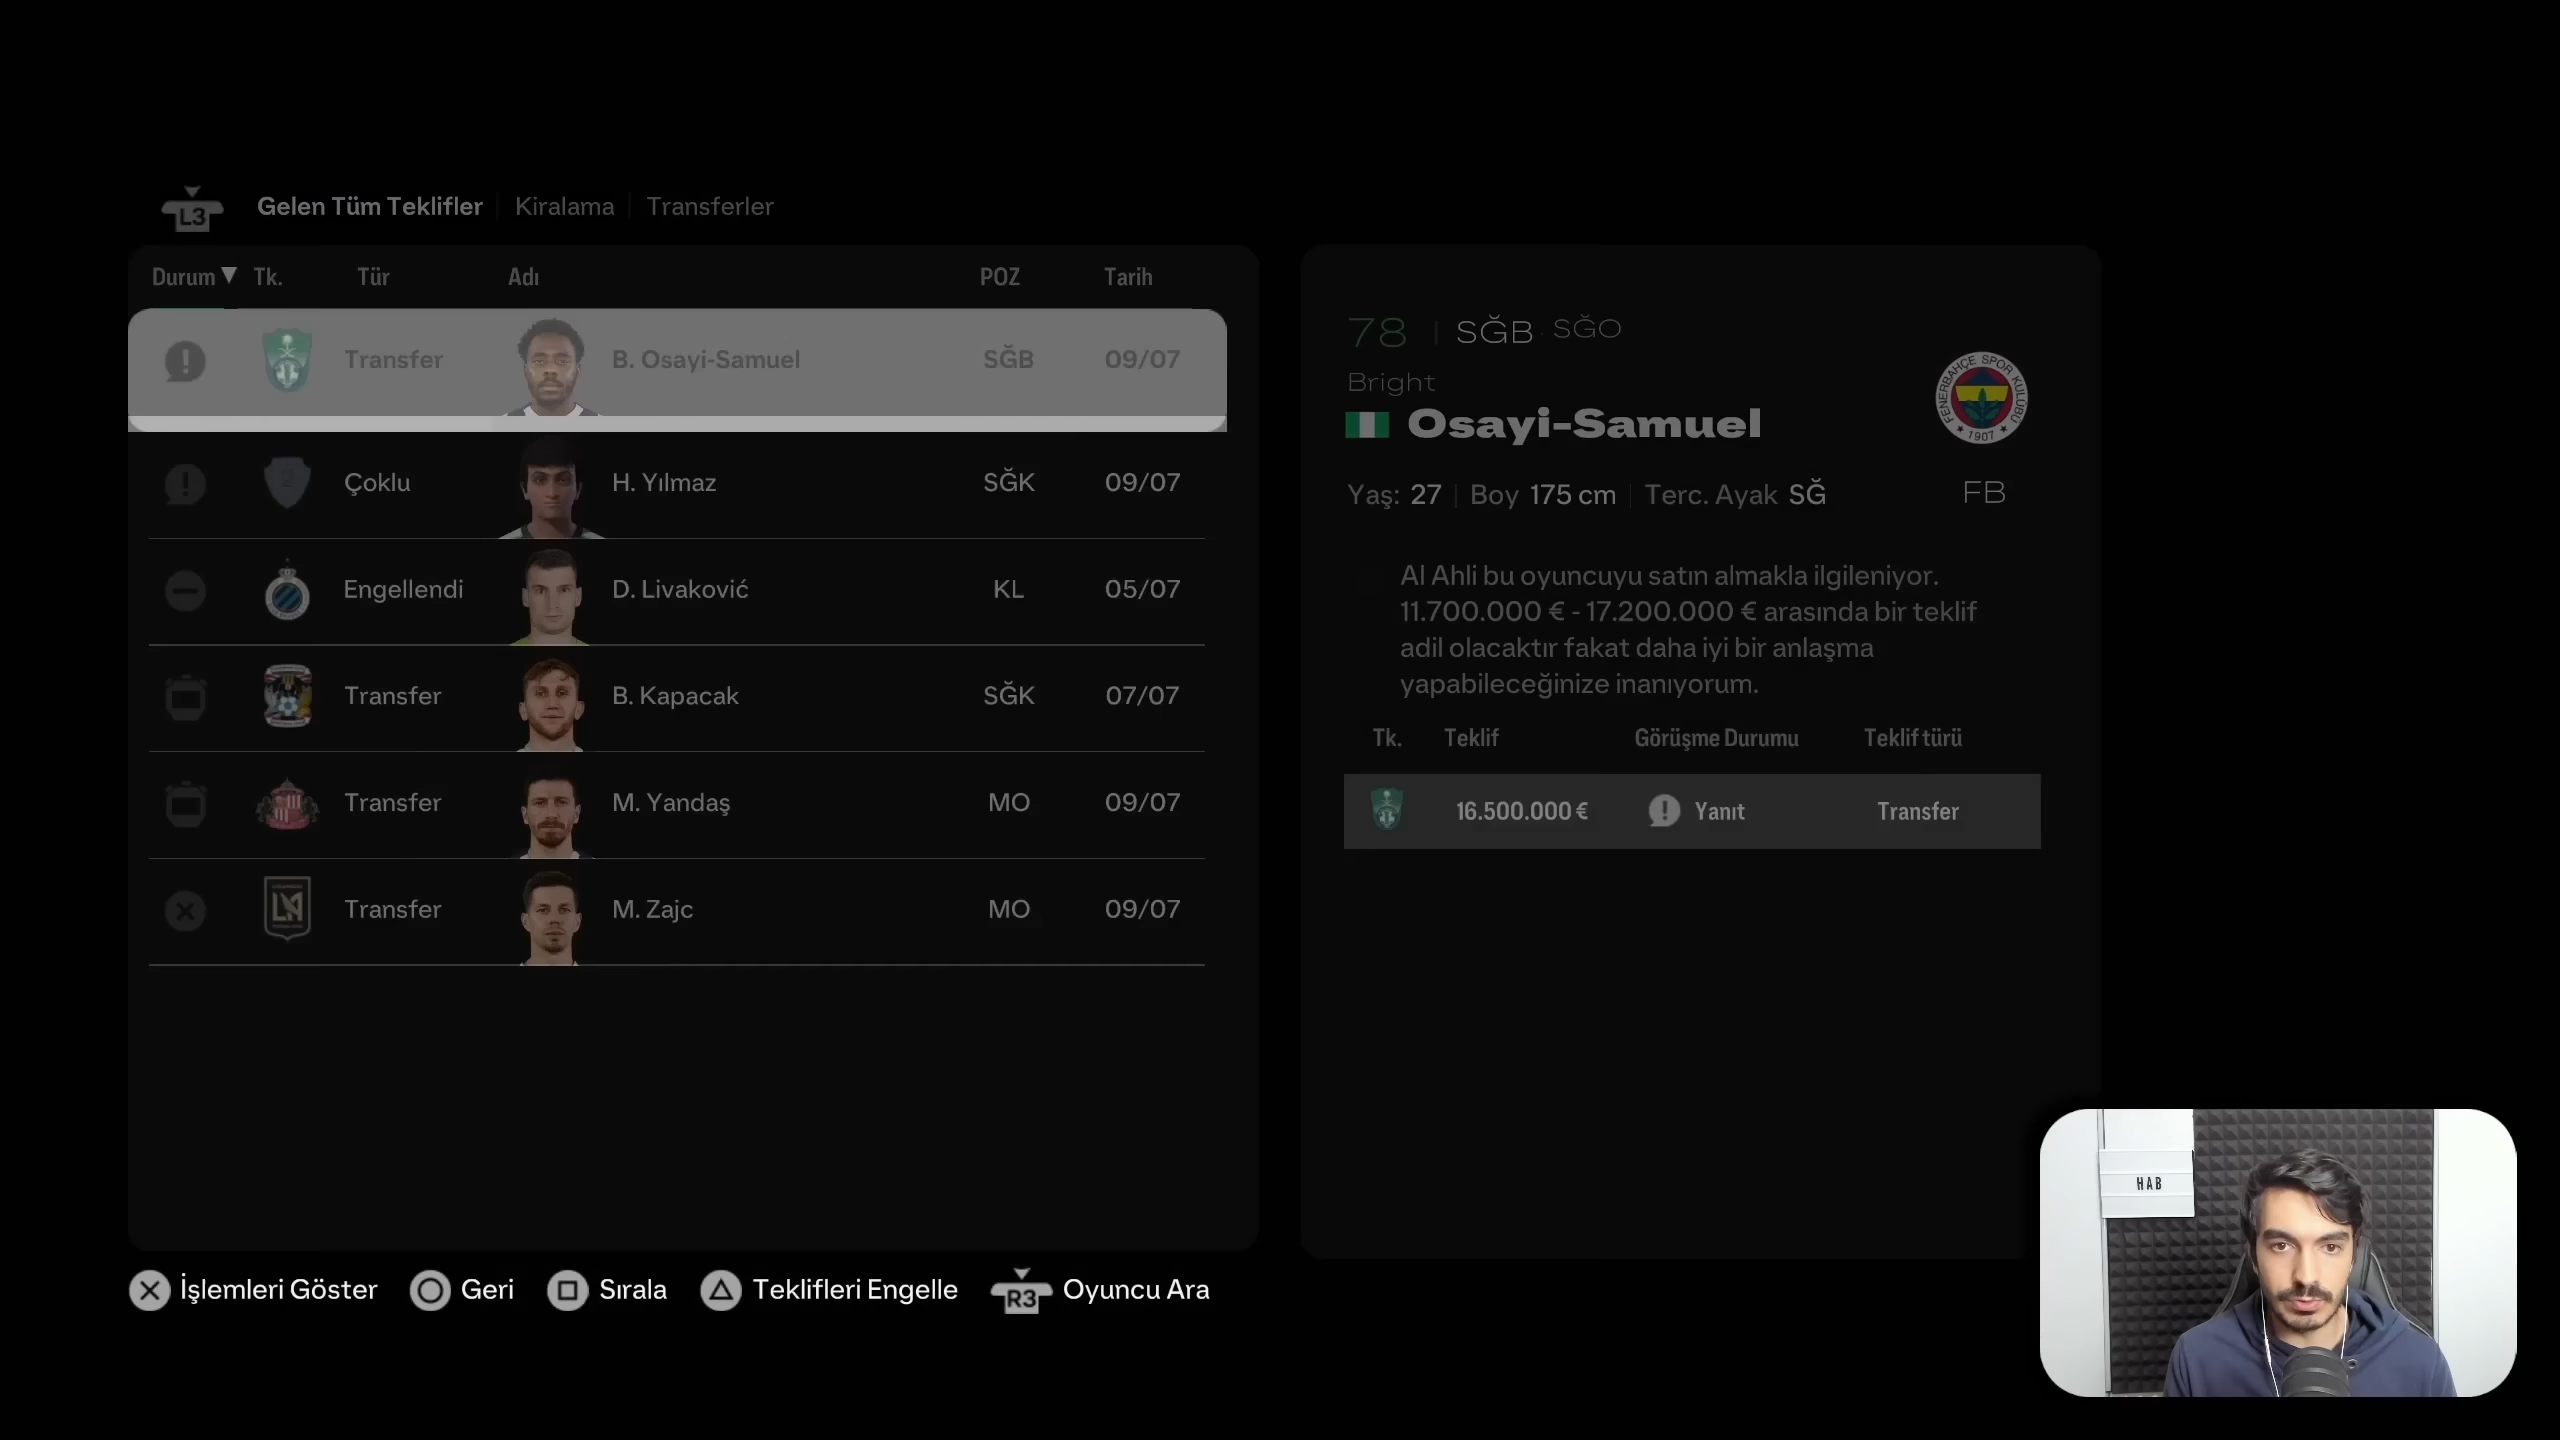 L3 Gelen Tüm Teklifler Kiralama Transferler
Durum Tk. Tür Adı POZ Tarih
Transfer B. Osayi-Samuel SĞB 09/07
Çoklu H. Yılmaz SĞK 09/07
Engellendi D. Livaković KL 05/07
Transfer B. Kapacak SĞK 07/07
Transfer M. Yandaş MO 09/07
Transfer M. Zajc MO 09/07
78 SĞB SĞO
Bright
Osayi-Samuel
FENERBAHÇE SPOR KULÜBÜ
1907
Yaş: 27 Boy 175 cm Terc. Ayak SĞ
FB
Al Ahli bu oyuncuyu satın almakla ilgileniyor.
11.700.000 € - 17.200.000 € arasında bir teklif
adil olacaktır fakat daha iyi bir anlaşma
yapabileceğinize inanıyorum.
Tk. Teklif Görüşme Durumu Teklif türü
16.500.000 € Yanıt Transfer
İşlemleri Göster Geri Sırala Teklifleri Engelle R3 Oyuncu Ara
HAB